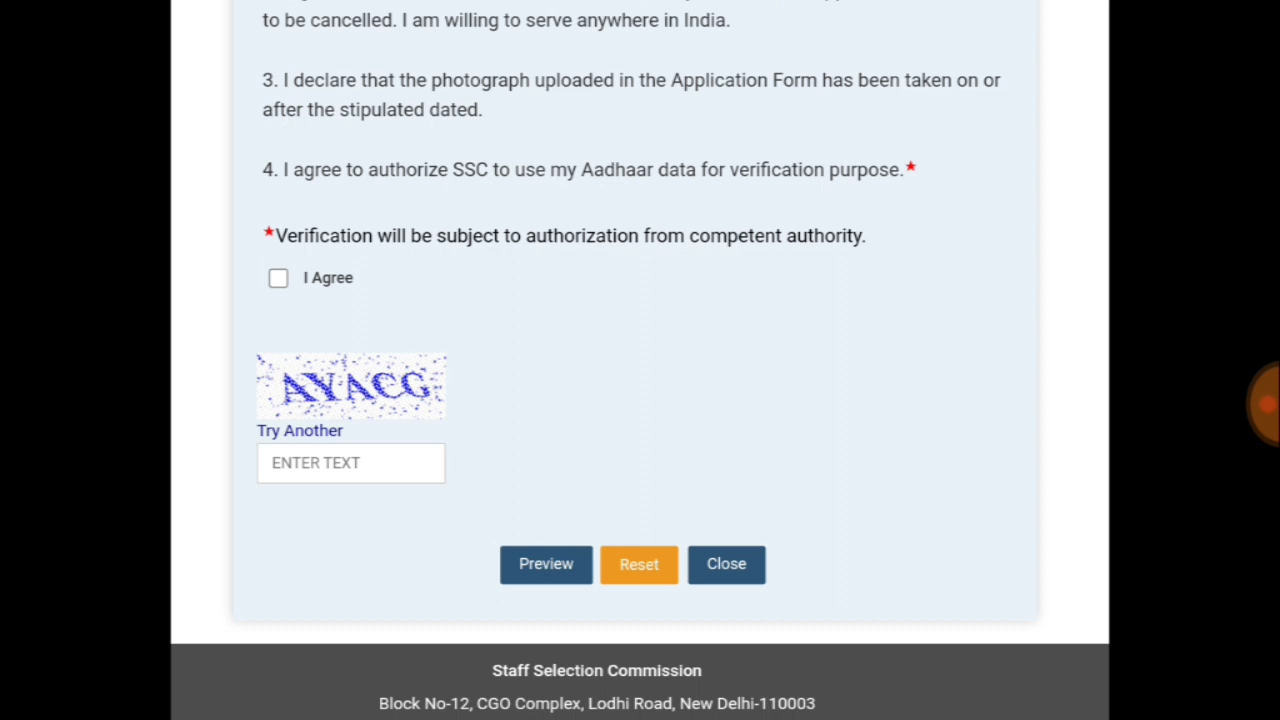 to be cancelled. I am willing to serve anywhere in India.
3. I declare that the photograph uploaded in the Application Form has been taken on or
after the stipulated dated.
4. I agree to authorize SSC to use my Aadhaar data for verification purpose.*
*Verification will be subject to authorization from competent authority.
I Agree
AYACG
Try Another
ENTER TEXT
Preview Reset Close
Staff Selection Commission
Block No-12, CGO Complex, Lodhi Road, New Delhi-110003